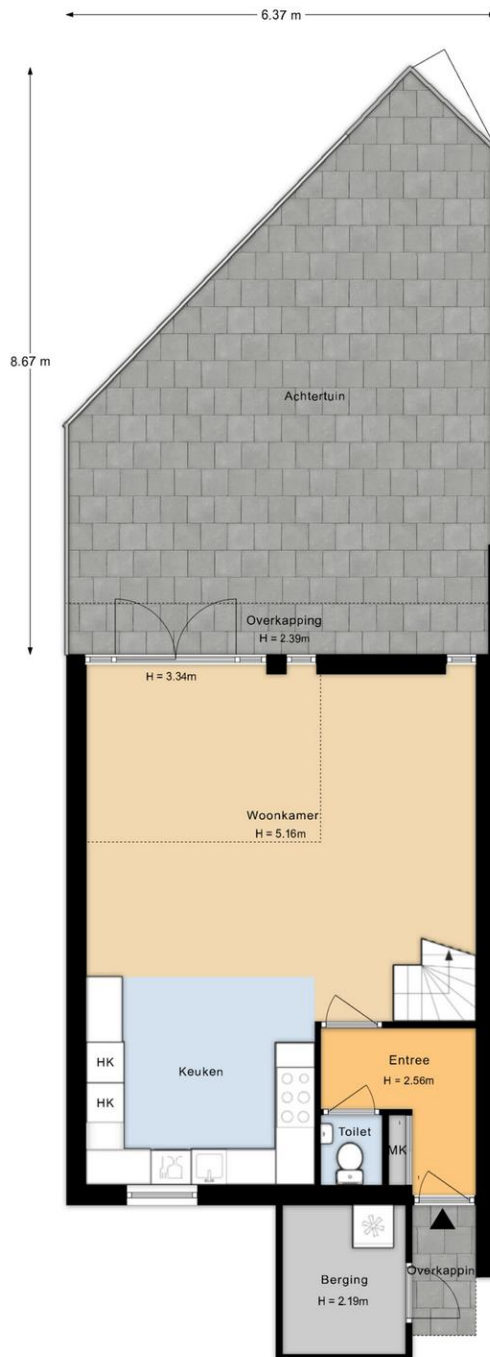 6.37 m
8.67 m
Achtertuin
Overkapping
H = 2.39m
H = 3.34m
Woonkamer
H = 5.16m
HK
HK
Keuken
Entree
H = 2.56m
Toilet
MK
Overkappin
Berging
H = 2.19m